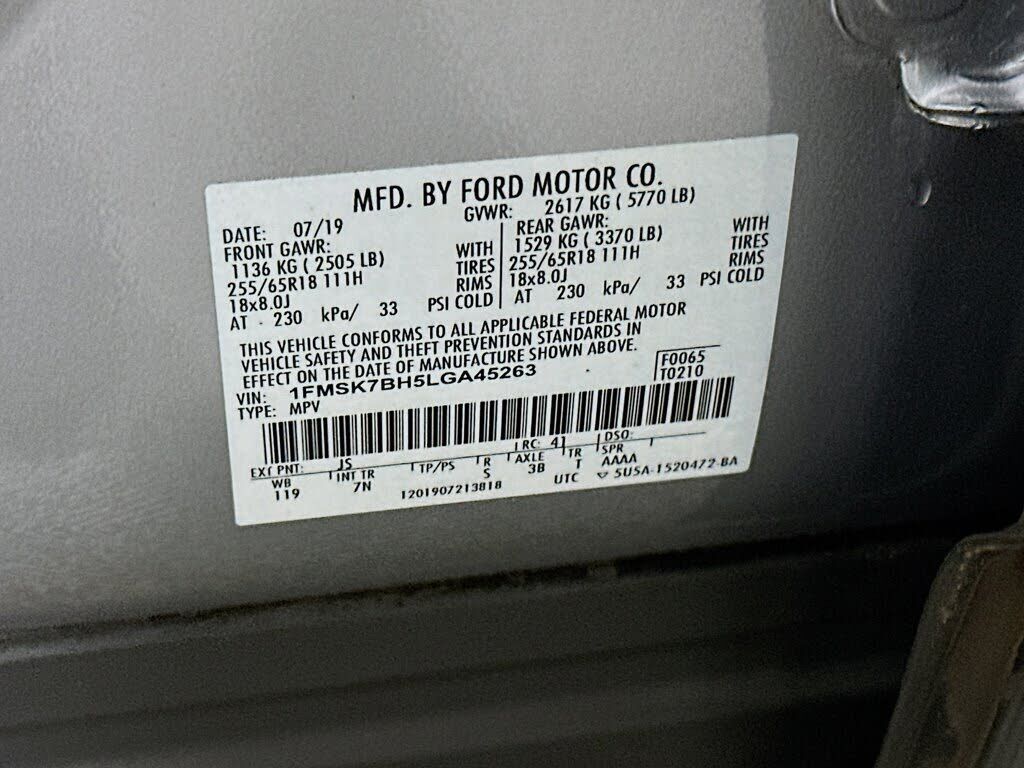 MFD. BY FORD MOTOR CO.
DATE: 07/19 GVWR: 2617 KG ( 5770 LB)
FRONT GAWR: REAR GAWR:
1136 KG ( 2505 LB) WITH 1529 KG ( 3370 LB) WITH
255/65R18 111H TIRES 255/65R18 111H TIRES
18x8.0J RIMS 18x8.0J RIMS
AT 230 kPa/ 33 PSI COLD AT 230 kPa/ 33 PSI COLD
THIS VEHICLE CONFORMS TO ALL APPLICABLE FEDERAL MOTOR
VEHICLE SAFETY AND THEFT PREVENTION STANDARDS IN
EFFECT ON THE DATE OF MANUFACTURE SHOWN ABOVE.
VIN: 1FMSK7BH5LGA45263 F0065
TYPE: MPV T0210
EXT PNT: JS RC: 41 DSO:
WB INT TR TP/PS R AXLE TR SPR
119 7N S 3B T AAAA
1201907213818 UTC 5U5A-1520472-BA